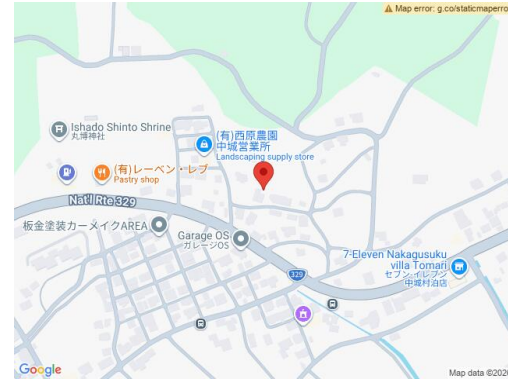 Map error: g.co/staticmaperro
Ishado Shinto Shrine
丸博神社
(有)西原農園
中城営業所
Landscaping supply store
(有)レーベン・レブ
Pastry shop
Nat'l Rte 329
板金塗装カーメイクAREA
Garage OS
ガレージOS
7-Eleven Nakagusuku
villa Tomari
セブン-イレブン
中城村泊店
329
Google
Map data ©2026